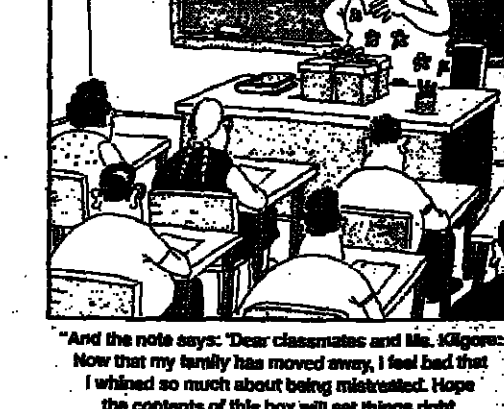 "And the note says: 'Dear classmates and Ms. Kilgore:
Now that my family has moved away, I feel bad that
I whined so much about being mistreated. Hope
the contents of this box will set things right